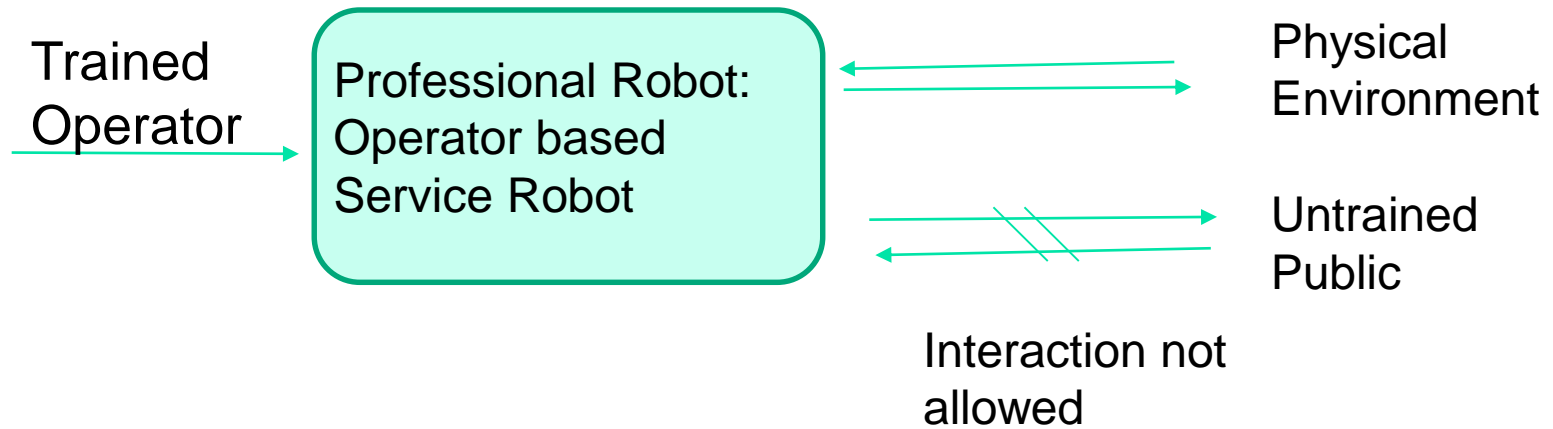 Trained
Operator
Professional Robot:
Operator based
Service Robot
Physical
Environment
Untrained
Public
Interaction not
allowed